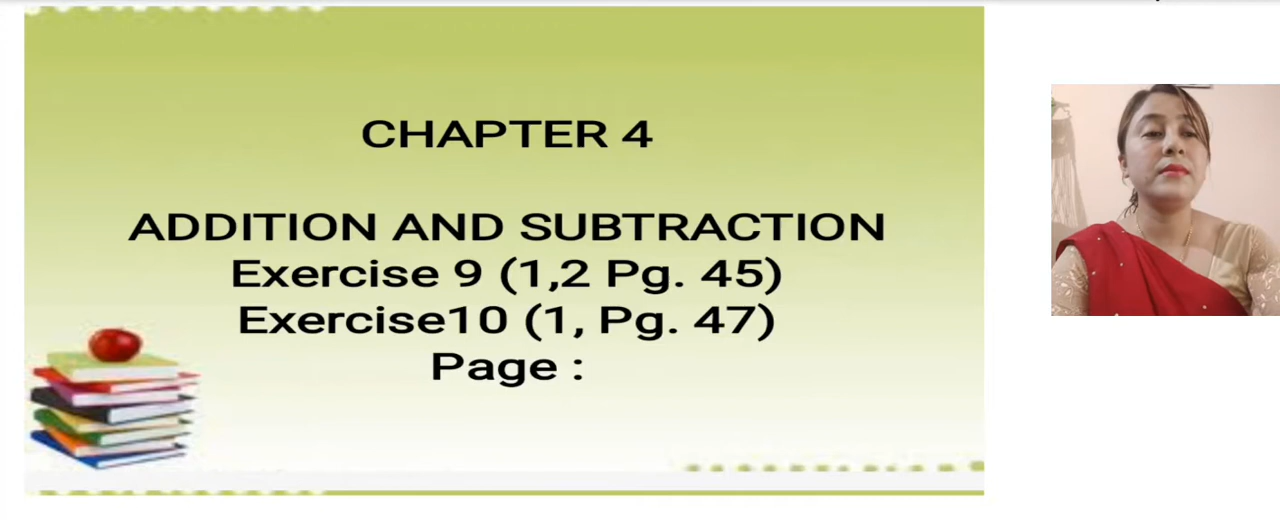 CHAPTER 4
ADDITION AND SUBTRACTION
Exercise 9 (1,2 Pg. 45)
Exercise10 (1, Pg. 47)
Page :